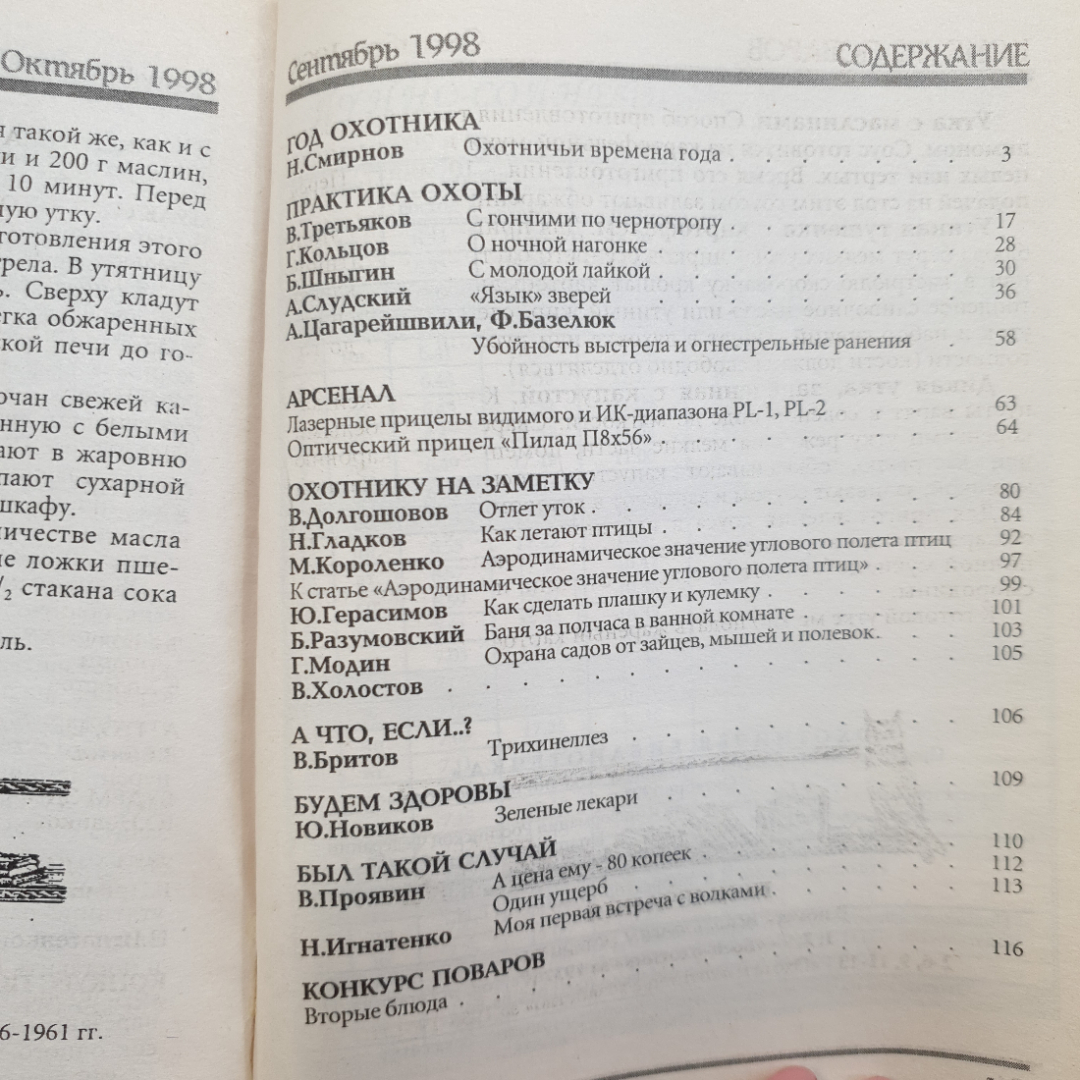 Октябрь 1998
я такой же, как и с
и и 200 г маслин,
10 минут. Перед
ную утку.
готовления этого
трела. В утятницу
ь. Сверху кладут
егка обжаренных
ской печи до го-
очан свежей ка-
енную с белыми
ают в жаровню
пают сухарной
шкафу.
ичестве масла
ые ложки пше-
/₂ стакана сока
ль.
6-1961 гг.
Сентябрь 1998 СОДЕРЖАНИЕ
ГОД ОХОТНИКА
Н.Смирнов Охотничьи времена года . . . . . . 3
ПРАКТИКА ОХОТЫ
В.Третьяков С гончими по чернотропу . . . . . . 17
Г.Кольцов О ночной нагонке . . . . . . . 28
Б.Шныгин С молодой лайкой . . . . . . . 30
А.Слудский «Язык» зверей . . . . . . . . 36
А.Цагарейшвили, Ф.Базелюк
Убойность выстрела и огнестрельные ранения . 58
АРСЕНАЛ
Лазерные прицелы видимого и ИК-диапазона PL-1, PL-2 . . . . 63
Оптический прицел «Пилад П8х56» . . . . . . . 64
ОХОТНИКУ НА ЗАМЕТКУ
В.Долгошовов Отлет уток . . . . . . . . 80
Н.Гладков Как летают птицы . . . . . . . 84
М.Короленко Аэродинамическое значение углового полета птиц 92
К статье «Аэродинамическое значение углового полета птиц» . . . 97
Ю.Герасимов Как сделать плашку и кулемку . . . . . 99
Б.Разумовский Баня за полчаса в ванной комнате . . . . 101
Г.Модин Охрана садов от зайцев, мышей и полевок. . . 103
В.Холостов . . . . . . . . . . . . 105
А ЧТО, ЕСЛИ..?
В.Бритов Трихинеллез . . . . . . . . 106
БУДЕМ ЗДОРОВЫ
Ю.Новиков Зеленые лекари . . . . . . . 109
БЫЛ ТАКОЙ СЛУЧАЙ
В.Проявин А цена ему - 80 копеек . . . . . . 110
Один ущерб . . . . . . . . 112
Н.Игнатенко Моя первая встреча с волками . . . . . 113
КОНКУРС ПОВАРОВ
Вторые блюда . . . . . . . . . . . . 116